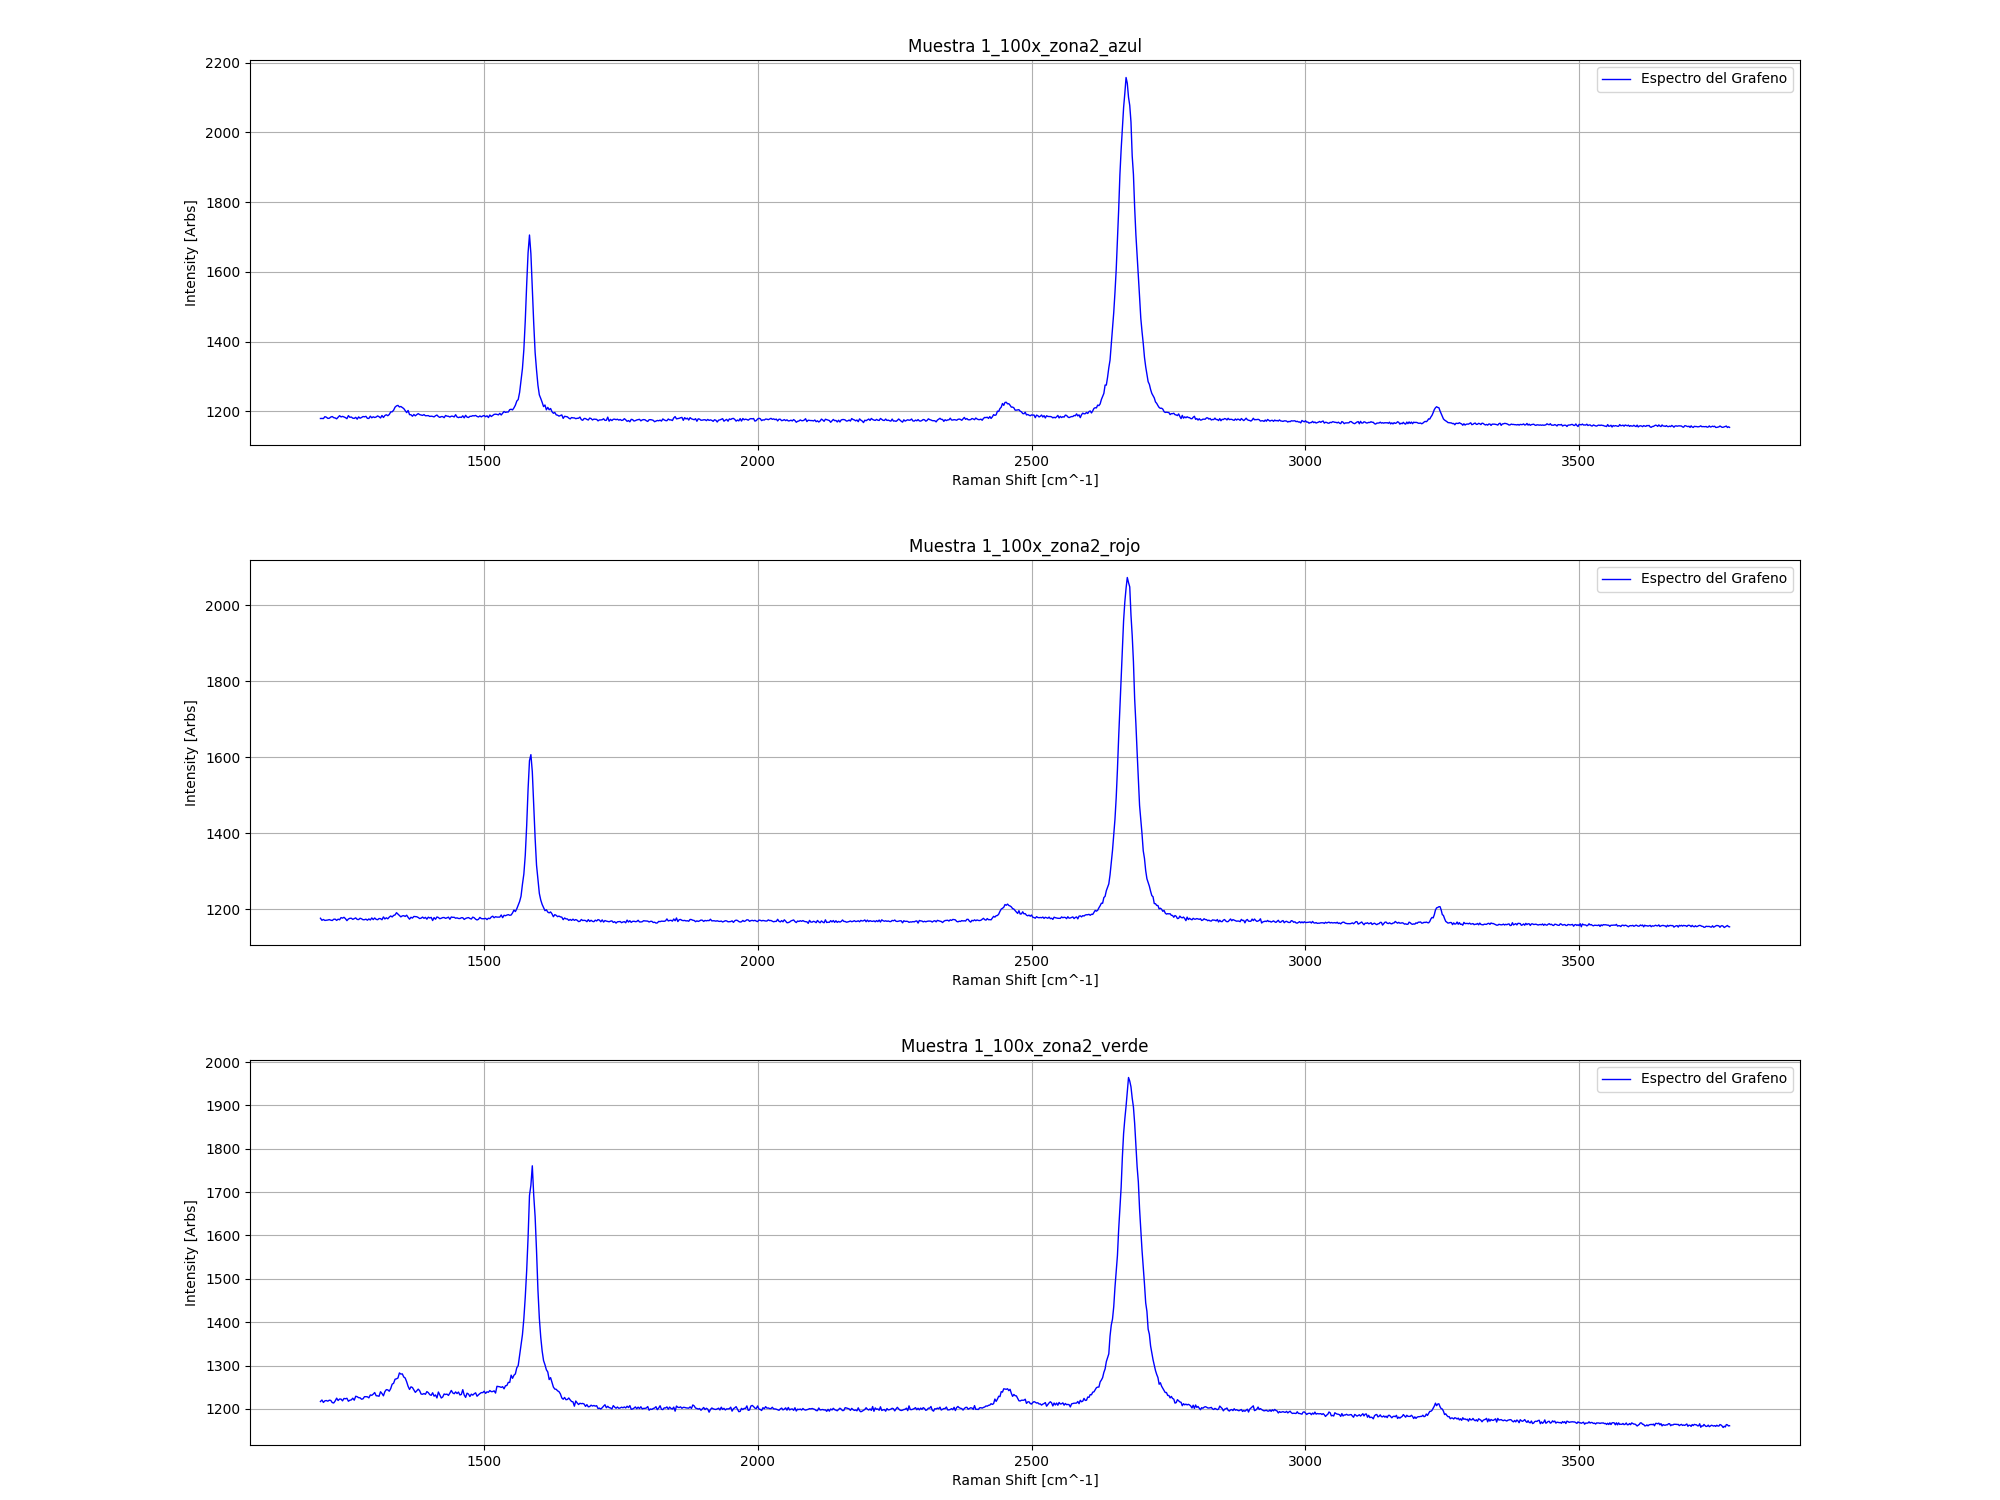 Muestra 1_100x_zona2_azul
Espectro del Grafeno
2200
2000
1800
1600
1400
1200
Intensity [Arbs]
1500 2000 2500 3000 3500
Raman Shift [cm^-1]
Muestra 1_100x_zona2_rojo
Espectro del Grafeno
2000
1800
1600
1400
1200
Intensity [Arbs]
1500 2000 2500 3000 3500
Raman Shift [cm^-1]
Muestra 1_100x_zona2_verde
Espectro del Grafeno
2000
1900
1800
1700
1600
1500
1400
1300
1200
Intensity [Arbs]
1500 2000 2500 3000 3500
Raman Shift [cm^-1]